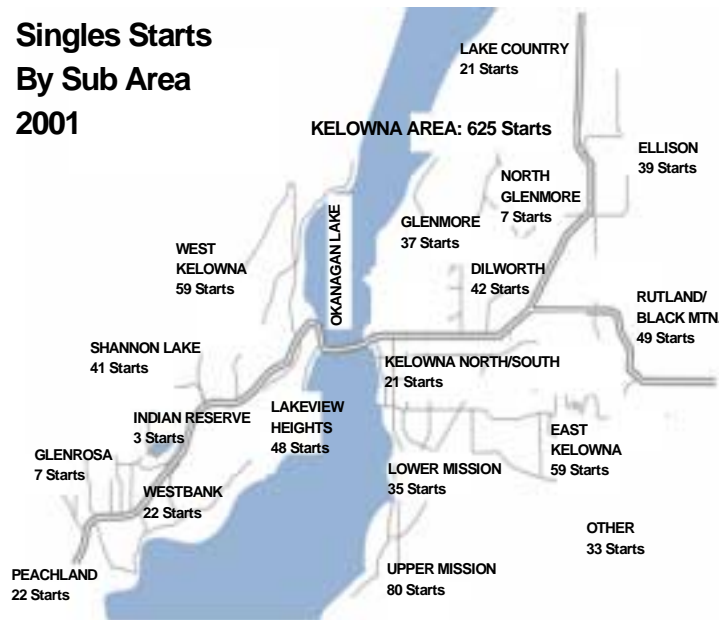 Singles Starts
By Sub Area
2001
LAKE COUNTRY
21 Starts
KELOWNA AREA: 625 Starts
ELLISON
39 Starts
NORTH
GLENMORE
7 Starts
GLENMORE
37 Starts
OKANAGAN LAKE
WEST
KELOWNA
59 Starts
DILWORTH
42 Starts
RUTLAND/
BLACK MTN.
49 Starts
SHANNON LAKE
41 Starts
KELOWNA NORTH/SOUTH
21 Starts
INDIAN RESERVE
3 Starts
LAKEVIEW
HEIGHTS
48 Starts
EAST
KELOWNA
59 Starts
GLENROSA
7 Starts
LOWER MISSION
35 Starts
WESTBANK
22 Starts
OTHER
33 Starts
PEACHLAND
22 Starts
UPPER MISSION
80 Starts